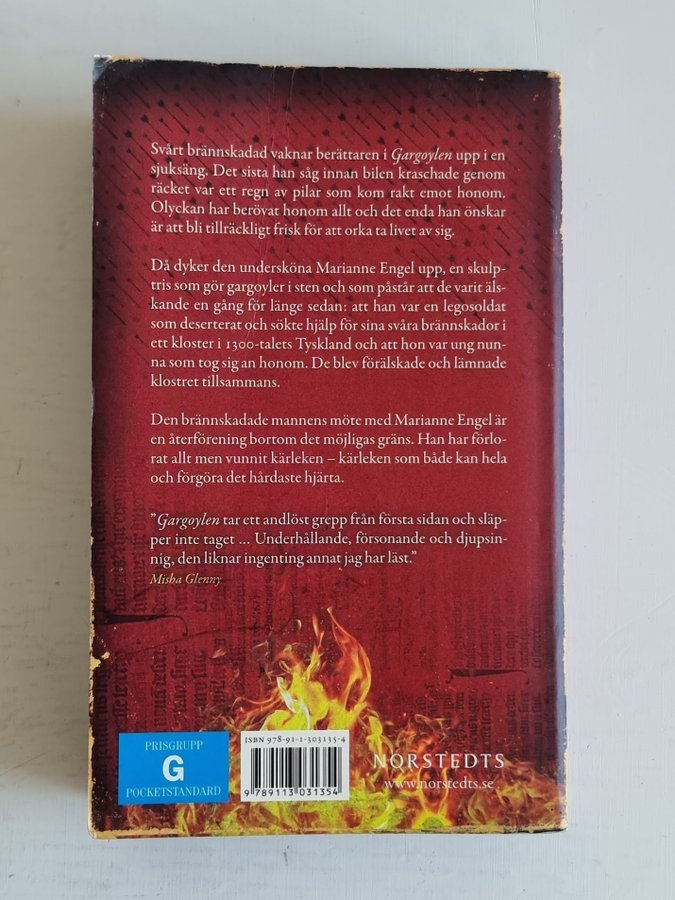 Svårt brännskadad vaknar berättaren i Gargoylen upp i en
sjuksäng. Det sista han såg innan bilen kraschade genom
räcket var ett regn av pilar som kom rakt emot honom.
Olyckan har berövat honom allt och det enda han önskar
är att bli tillräckligt frisk för att orka ta livet av sig.
Då dyker den undersköna Marianne Engel upp, en skulp-
tris som gör gargoyler i sten och som påstår att de varit äls-
kande en gång för länge sedan: att han var en legosoldat
som deserterat och sökte hjälp för sina svåra brännskador i
ett kloster i 1300-talets Tyskland och att hon var ung nun-
na som tog sig an honom. De blev förälskade och lämnade
klostret tillsammans.
Den brännskadade mannens möte med Marianne Engel är
en återförening bortom det möjligas gräns. Han har förlo-
rat allt men vunnit kärleken – kärleken som både kan hela
och förgöra det hårdaste hjärta.
”Gargoylen tar ett andlöst grepp från första sidan och släp-
per inte taget ... Underhållande, försonande och djupsin-
nig, den liknar ingenting annat jag har läst.”
Misha Glenny
PRISGRUPP
G
POCKETSTANDARD
ISBN 978-91-1-303135-4
9 789113 031354
NORSTEDTS
www.norstedts.se